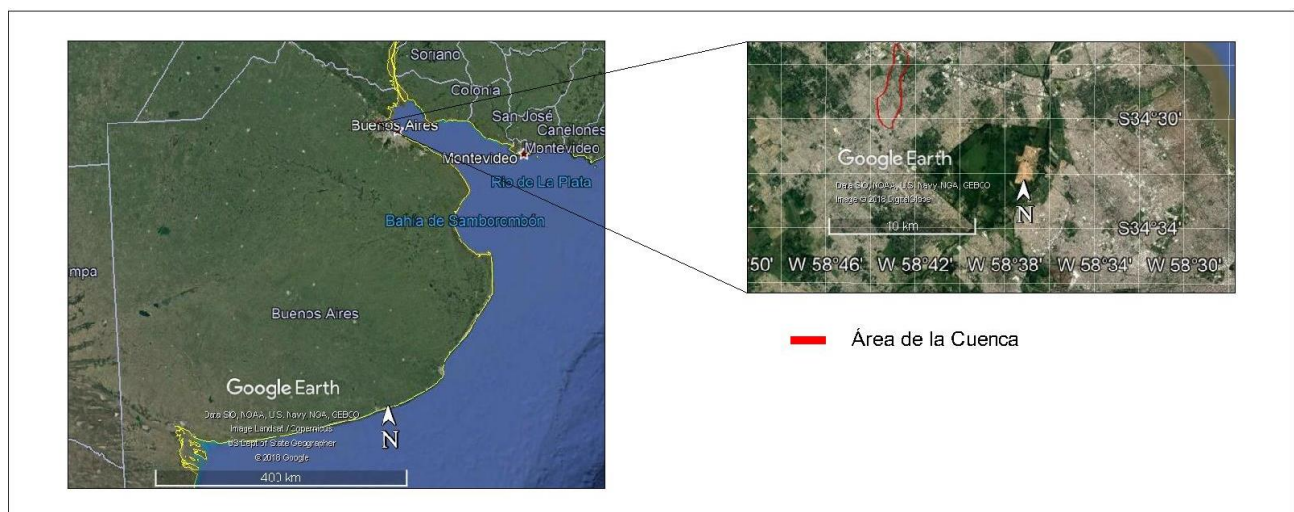 Soriano
Colonia
San José
Canelones
Buenos Aires
Montevideo
Montevideo
Rio de La Plata
Bahía de Samborombón
mpa
Buenos Aires
Google Earth
Data SIO, NOAA, U.S. Navy, NGA, GEBCO
Image Landsat / Copernicus
US Dept of State Geographer
© 2018 Google
N
400 km
S34°30'
Google Earth
Data SIO, NOAA, U.S. Navy, NGA, GEBCO
Image © 2018 DigitalGlobe
N
10 km
S34°34'
'50' W 58°46' W 58°42' W 58°38' W 58°34' W 58°30'
Área de la Cuenca